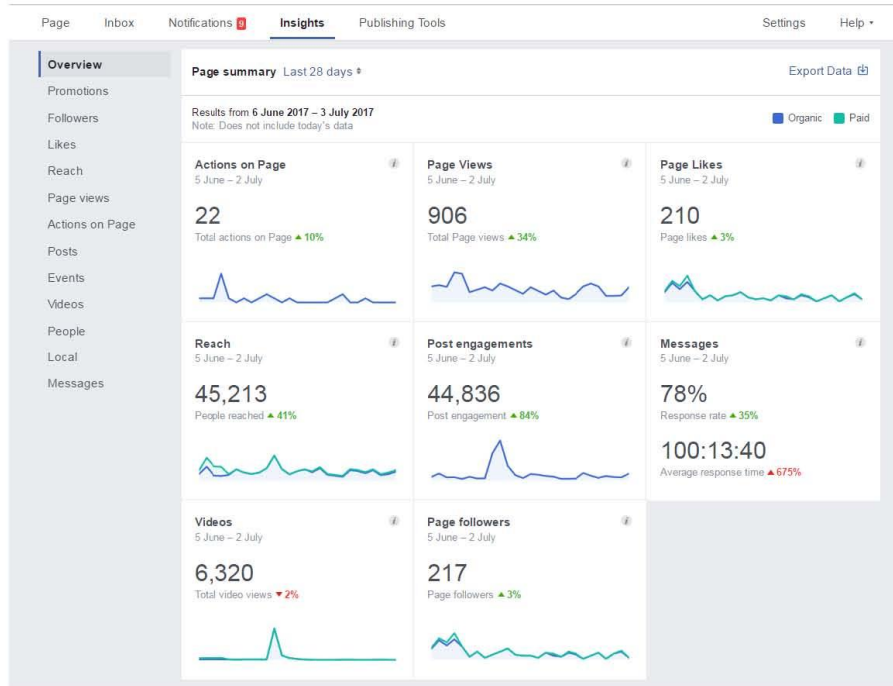 Page Inbox Notifications 9 Insights Publishing Tools Settings Help
Overview
Promotions
Followers
Likes
Reach
Page views
Actions on Page
Posts
Events
Videos
People
Local
Messages
Page summary Last 28 days Export Data
Results from 6 June 2017 – 3 July 2017
Note: Does not include today's data
Organic Paid
Actions on Page
5 June – 2 July
22
Total actions on Page ▲ 10%
Page Views
5 June – 2 July
906
Total Page views ▲ 34%
Page Likes
5 June – 2 July
210
Page likes ▲ 3%
Reach
5 June – 2 July
45,213
People reached ▲ 41%
Post engagements
5 June – 2 July
44,836
Post engagement ▲ 84%
Messages
5 June – 2 July
78%
Response rate ▲ 35%
100:13:40
Average response time ▲ 675%
Videos
5 June – 2 July
6,320
Total video views ▼ 2%
Page followers
5 June – 2 July
217
Page followers ▲ 3%